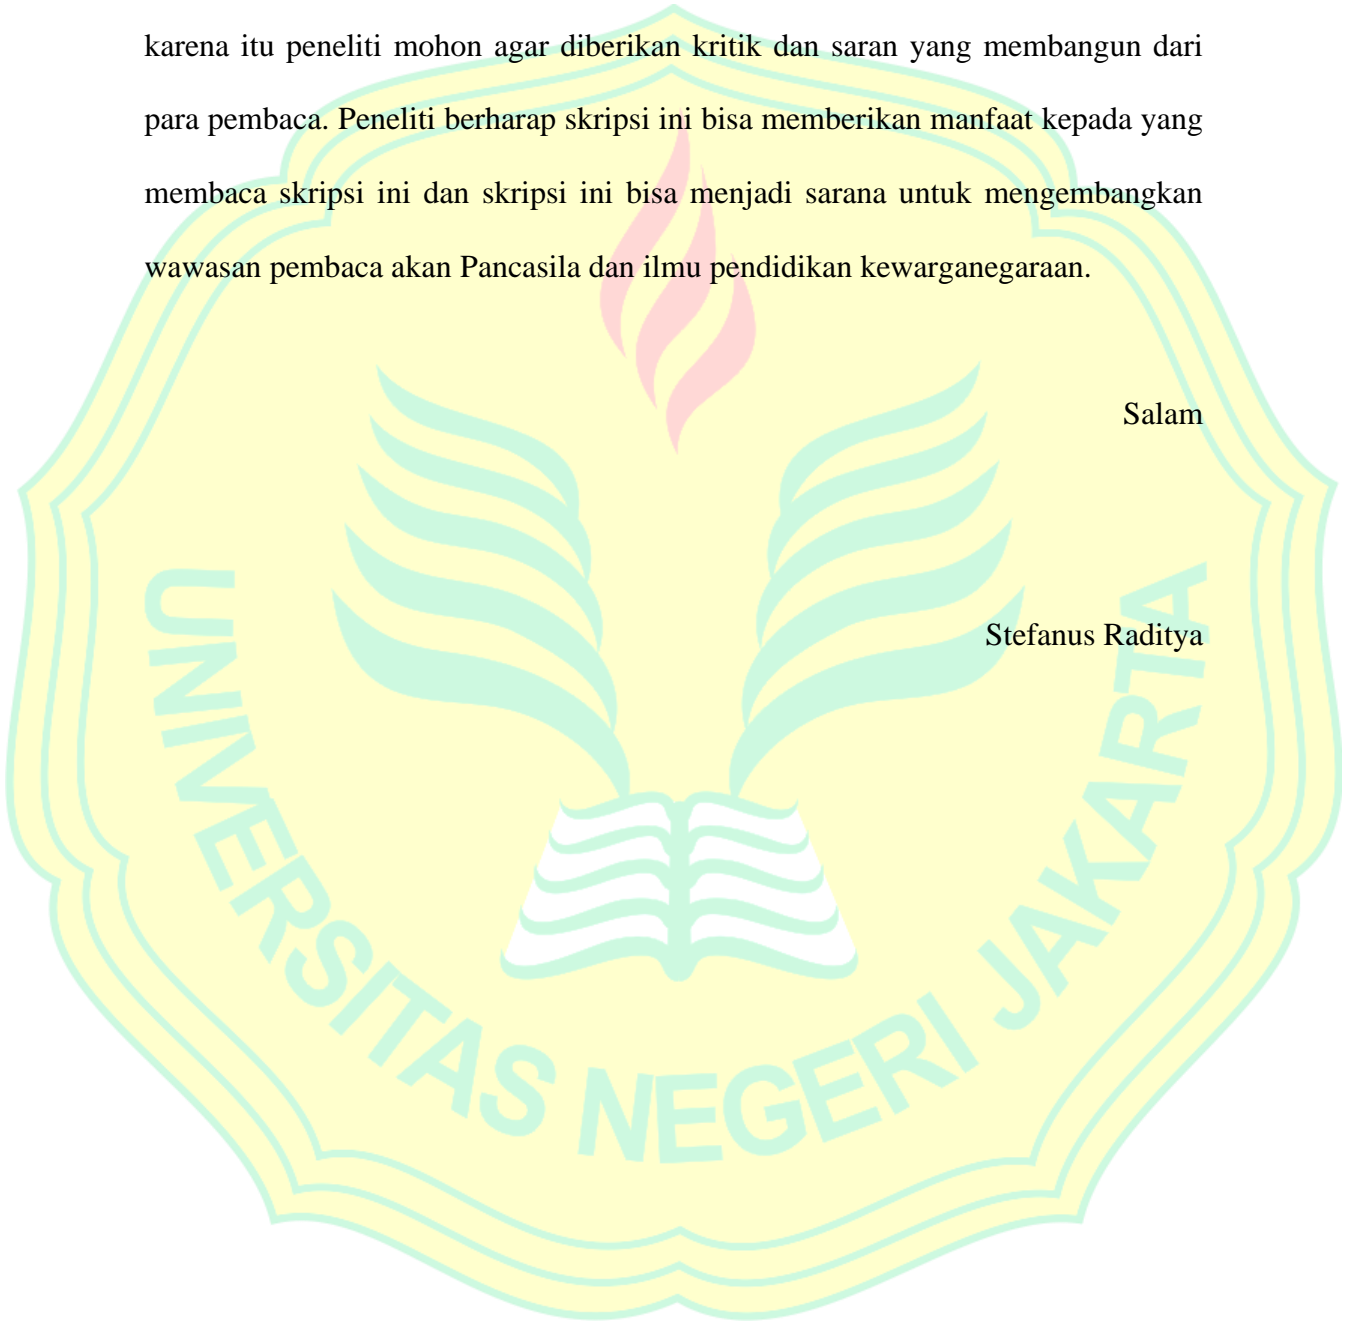 karena itu peneliti mohon agar diberikan kritik dan saran yang membangun dari
para pembaca. Peneliti berharap skripsi ini bisa memberikan manfaat kepada yang
membaca skripsi ini dan skripsi ini bisa menjadi sarana untuk mengembangkan
wawasan pembaca akan Pancasila dan ilmu pendidikan kewarganegaraan.
Salam
Stefanus Raditya
UNIVERSITAS NEGERI JAKARTA